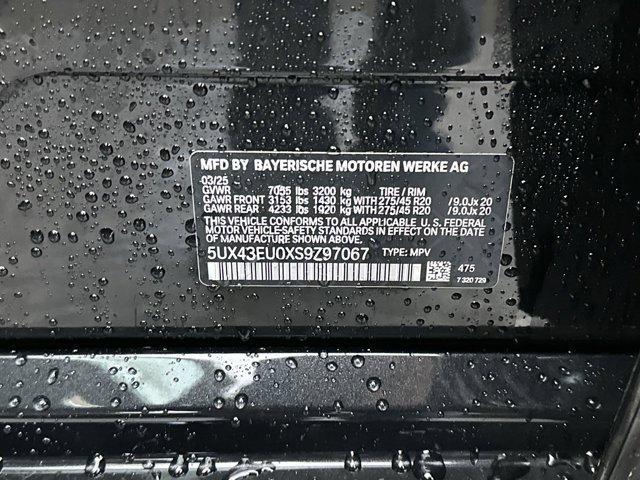 MFD BY BAYERISCHE MOTOREN WERKE AG
03/25
GVWR 7055 lbs 3200 kg TIRE / RIM
GAWR FRONT 3153 lbs 1430 kg WITH 275/45 R20 /9.0Jx 20
GAWR REAR 4233 lbs 1920 kg WITH 275/45 R20 /9.0Jx 20
THIS VEHICLE CONFORMS TO ALL APPLICABLE U. S. FEDERAL
MOTOR VEHICLE-SAFETY STANDARDS IN EFFECT ON THE DATE
OF MANUFACTURE SHOWN ABOVE.
5UX43EU0XS9Z97067 TYPE: MPV
475
7 320 729